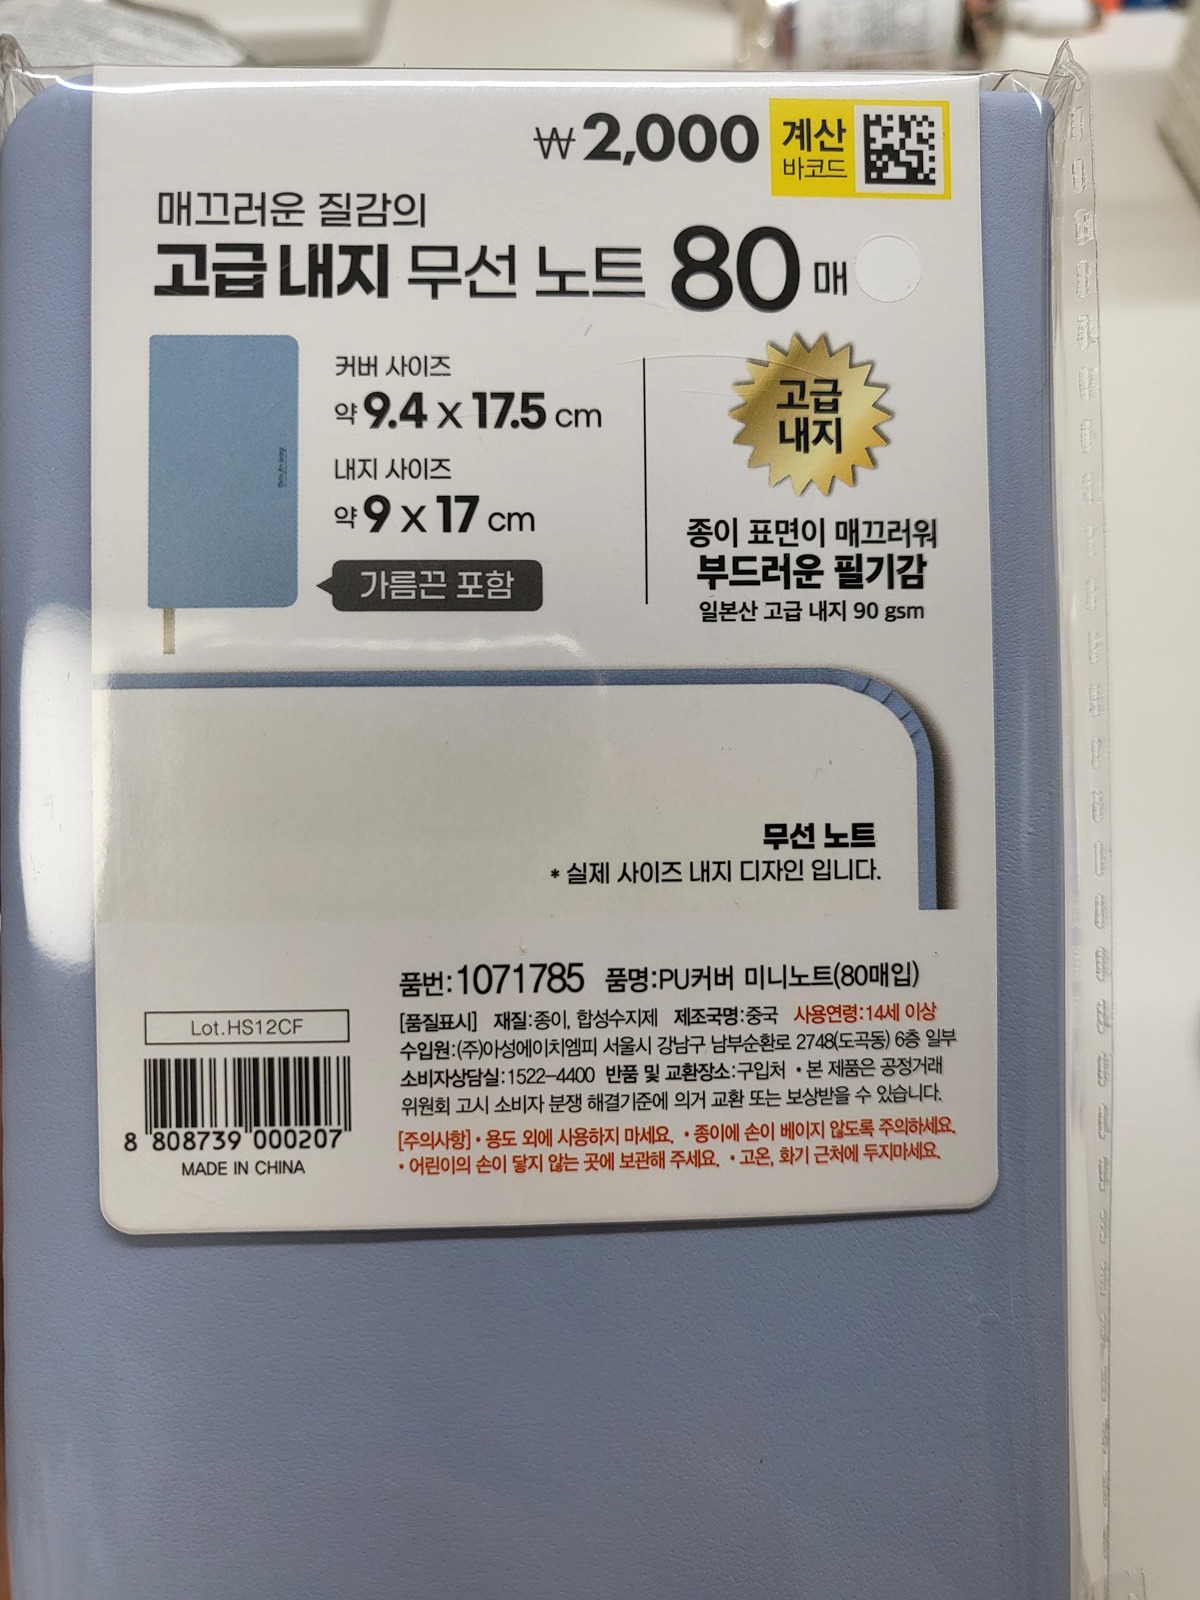 ₩2,000
계산
바코드
매끄러운 질감의
고급 내지 무선 노트 80매
커버 사이즈
약 9.4 X 17.5 cm
내지 사이즈
약 9 X 17 cm
가름끈 포함
고급
내지
종이 표면이 매끄러워
부드러운 필기감
일본산 고급 내지 90 gsm
무선 노트
* 실제 사이즈 내지 디자인 입니다.
품번:1071785 품명:PU커버 미니노트(80매입)
[품질표시] 재질:종이, 합성수지제 제조국명:중국 사용연령:14세 이상
수입원:(주)아성에이치엠피 서울시 강남구 남부순환로 2748(도곡동) 6층 일부
소비자상담실:1522-4400 반품 및 교환장소:구입처 • 본 제품은 공정거래
위원회 고시 소비자 분쟁 해결기준에 의거 교환 또는 보상받을 수 있습니다.
[주의사항] • 용도 외에 사용하지 마세요. • 종이에 손이 베이지 않도록 주의하세요.
• 어린이의 손이 닿지 않는 곳에 보관해 주세요. • 고온, 화기 근처에 두지마세요.
Lot.HS12CF
8 808739 000207
MADE IN CHINA